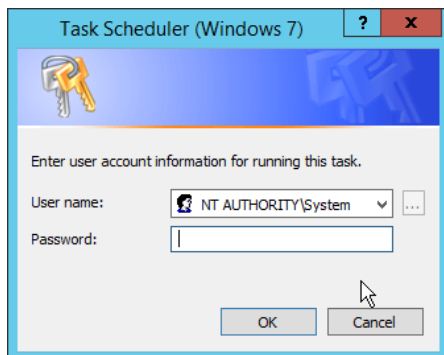 Task Scheduler (Windows 7)
? x
Enter user account information for running this task.
User name: NT AUTHORITY\System ...
Password:
OK Cancel